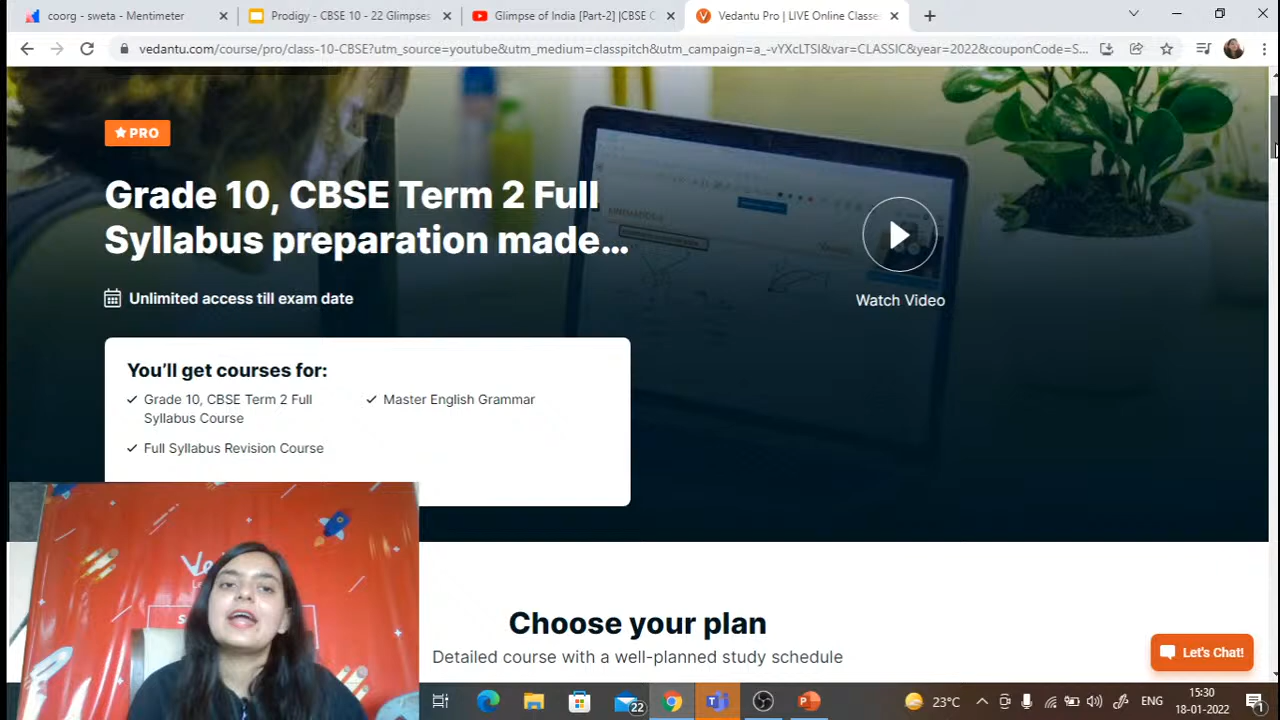 coorg - sweta - Mentimeter
Prodigy - CBSE 10 - 22 Glimpses
Glimpse of India [Part-2] |CBSE C
Vedantu Pro | LIVE Online Classe
vedantu.com/course/pro/class-10-CBSE?utm_source=youtube&utm_medium=classpitch&utm_campaign=a_-vYXcLTSI&var=CLASSIC&year=2022&couponCode=S...
PRO
Grade 10, CBSE Term 2 Full
Syllabus preparation made...
Unlimited access till exam date
Watch Video
You'll get courses for:
Grade 10, CBSE Term 2 Full
Syllabus Course
Master English Grammar
Full Syllabus Revision Course
Choose your plan
Detailed course with a well-planned study schedule
Let's Chat!
22
23°C
ENG
15:30
18-01-2022
1